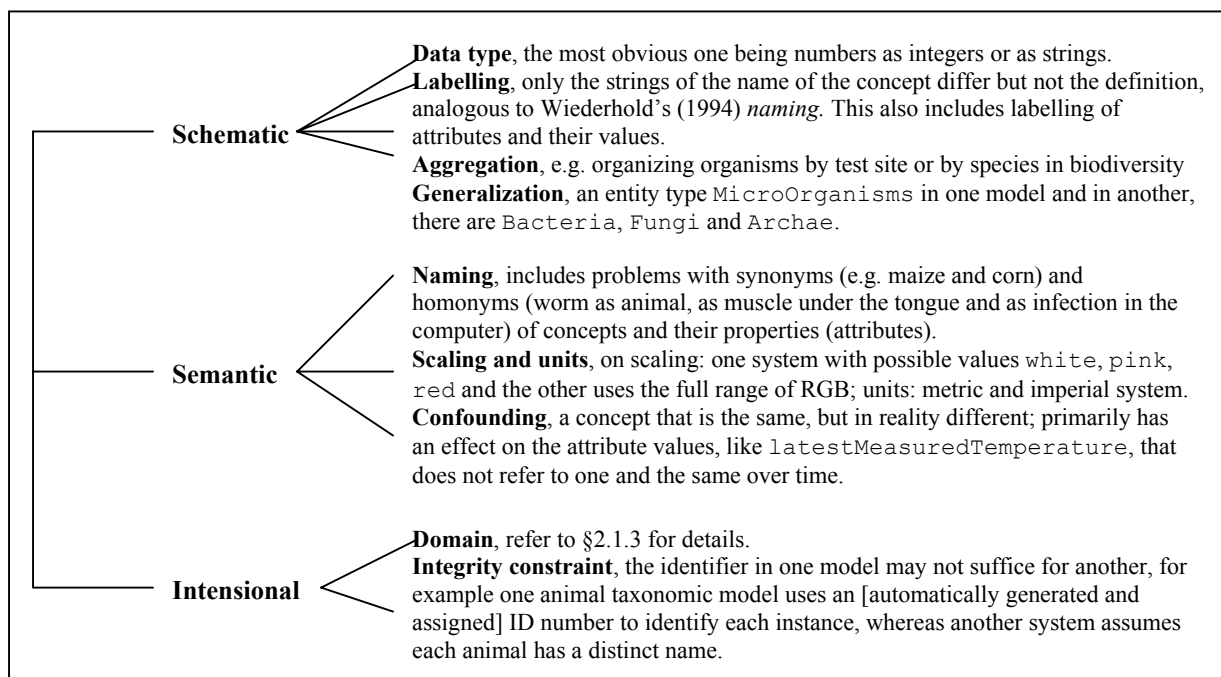 Data type, the most obvious one being numbers as integers or as strings.
Labelling, only the strings of the name of the concept differ but not the definition,
analogous to Wiederhold's (1994) naming. This also includes labelling of
attributes and their values.
Schematic
Aggregation, e.g. organizing organisms by test site or by species in biodiversity
Generalization, an entity type MicroOrganisms in one model and in another,
there are Bacteria, Fungi and Archae.
Naming, includes problems with synonyms (e.g. maize and corn) and
homonyms (worm as animal, as muscle under the tongue and as infection in the
computer) of concepts and their properties (attributes).
Semantic
Scaling and units, on scaling: one system with possible values white, pink,
red and the other uses the full range of RGB; units: metric and imperial system.
Confounding, a concept that is the same, but in reality different; primarily has
an effect on the attribute values, like latestMeasuredTemperature, that
does not refer to one and the same over time.
Domain, refer to §2.1.3 for details.
Intensional
Integrity constraint, the identifier in one model may not suffice for another, for
example one animal taxonomic model uses an [automatically generated and
assigned] ID number to identify each instance, whereas another system assumes
each animal has a distinct name.